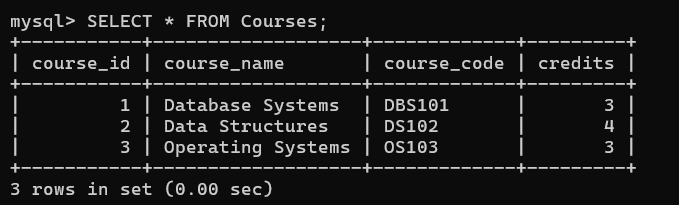 mysql> SELECT * FROM Courses;
+-----------+-------------------+-------------+---------+
| course_id | course_name       | course_code | credits |
+-----------+-------------------+-------------+---------+
|         1 | Database Systems  | DBS101      |       3 |
|         2 | Data Structures   | DS102       |       4 |
|         3 | Operating Systems | OS103       |       3 |
+-----------+-------------------+-------------+---------+
3 rows in set (0.00 sec)